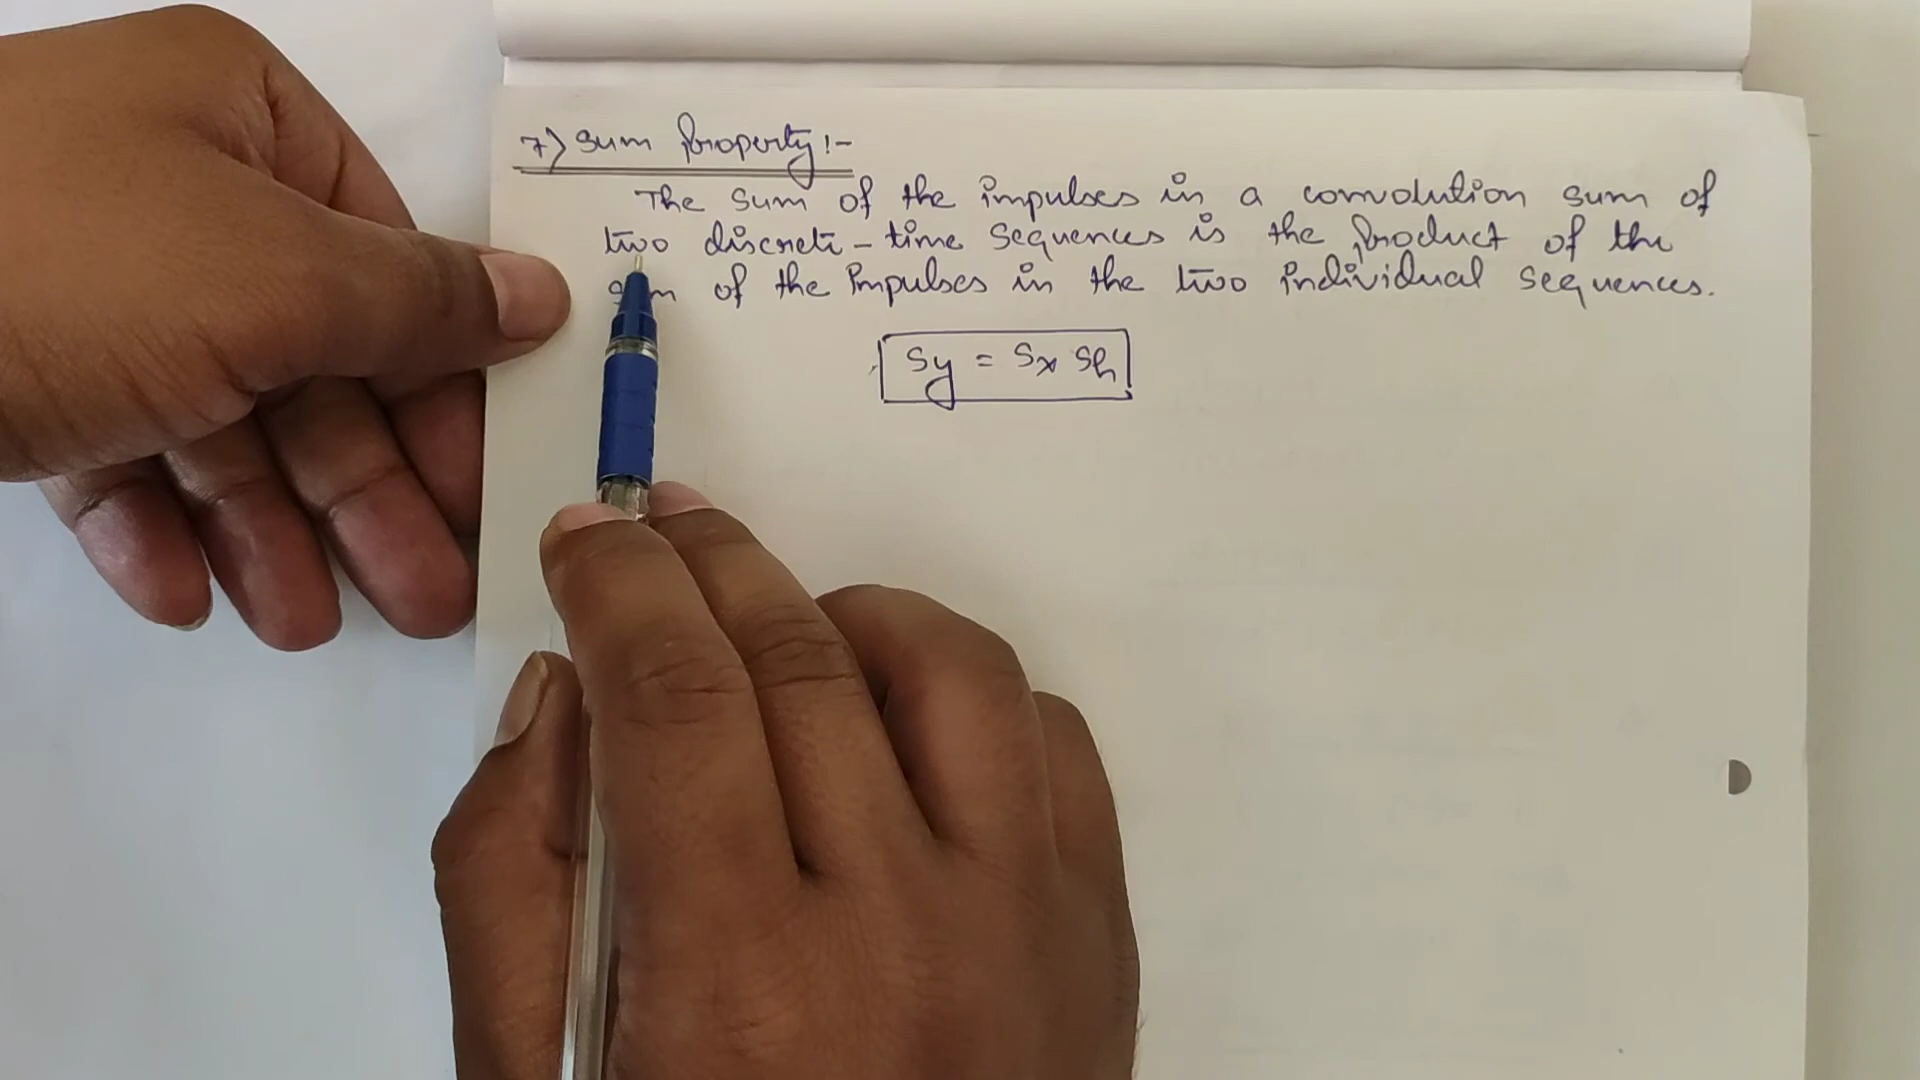 7) Sum Property :-
The sum of the impulses in a convolution sum of
two discrete-time sequences is the product of the
sum of the impulses in the two individual sequences.
Sy = Sx Sh